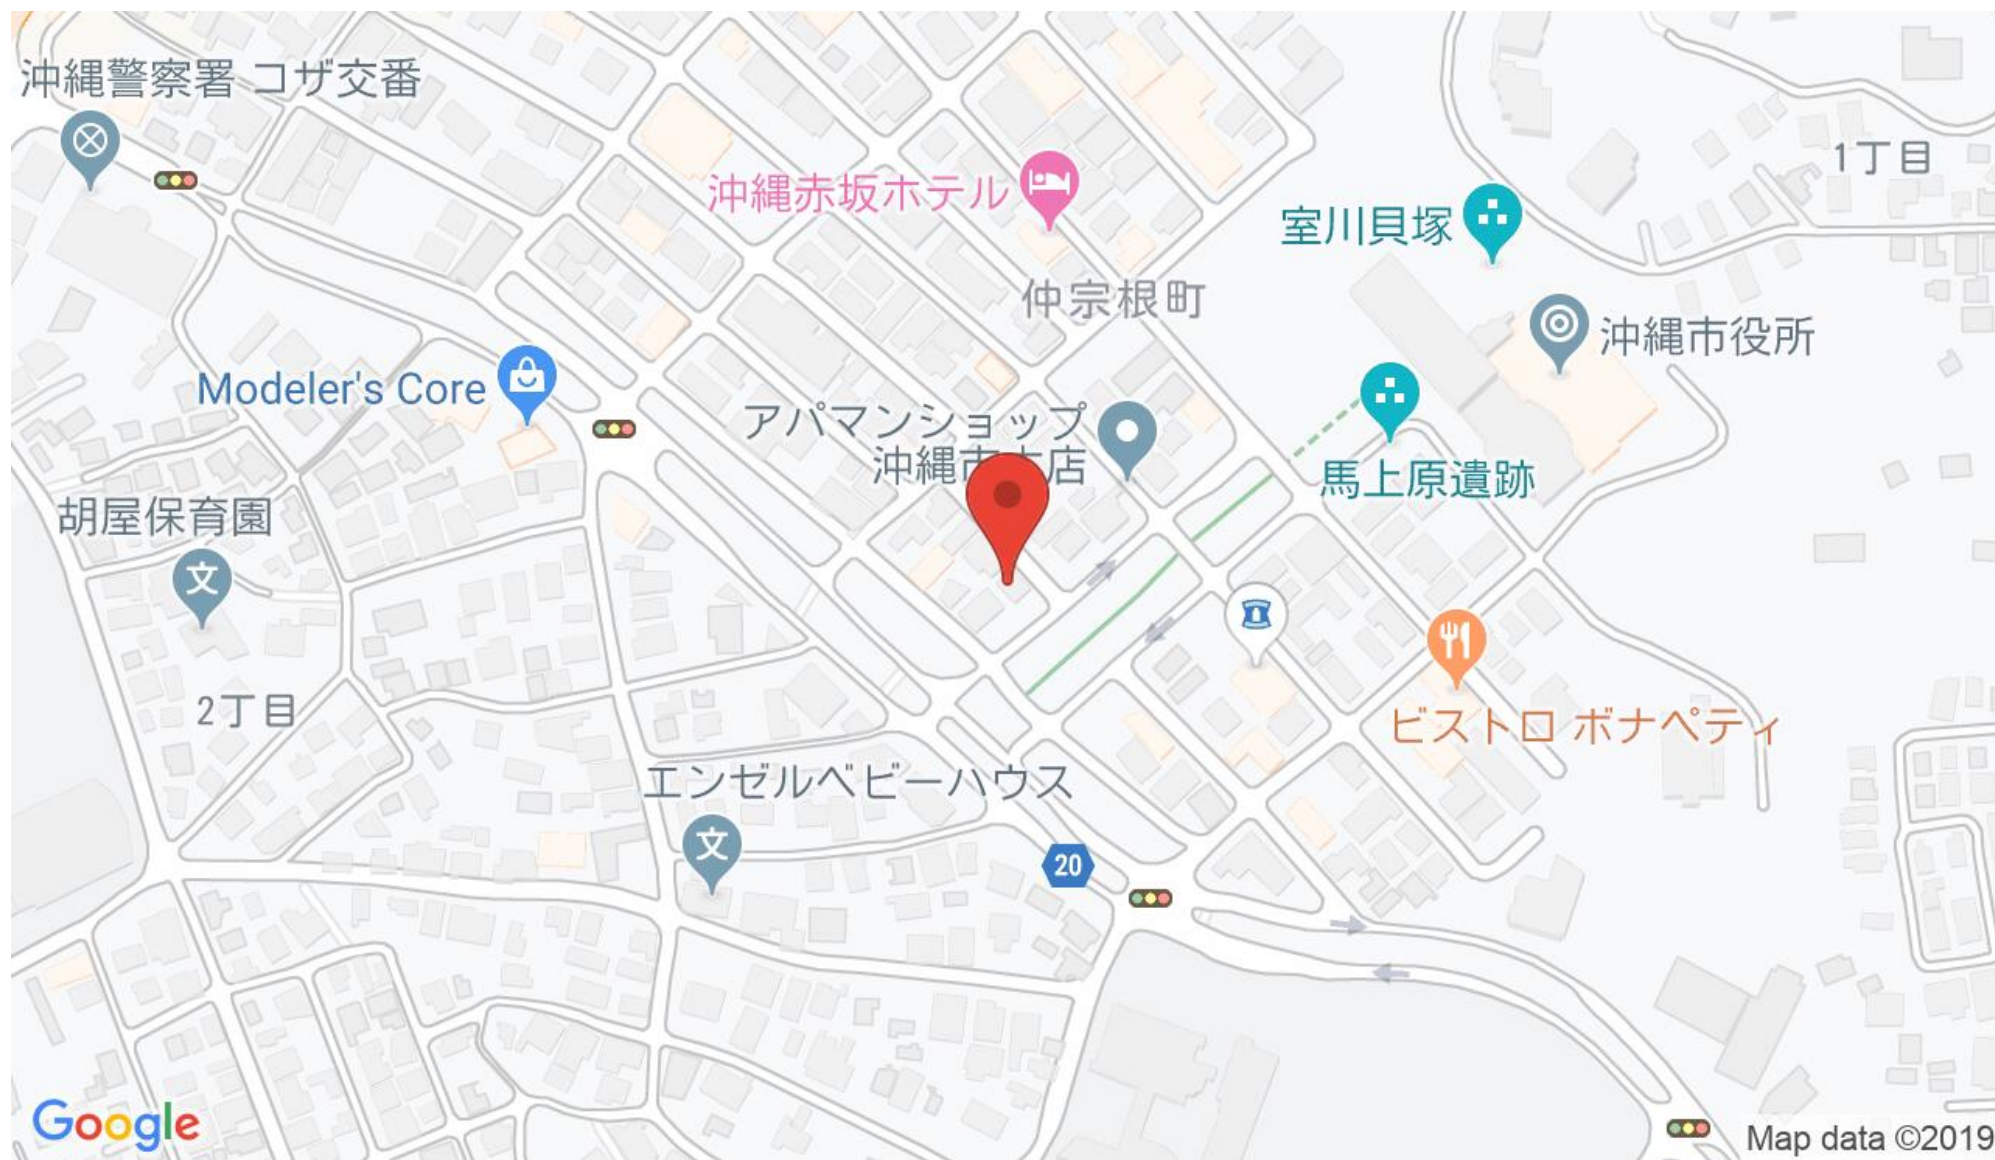 沖縄警察署 コザ交番
1丁目
沖縄赤坂ホテル
室川貝塚
仲宗根町
沖縄市役所
Modeler's Core
アパマンショップ
沖縄市 店
馬上原遺跡
胡屋保育園
文
2丁目
ビストロ ボナペティ
エンゼルベビーハウス
文
20
Google
Map data ©2019